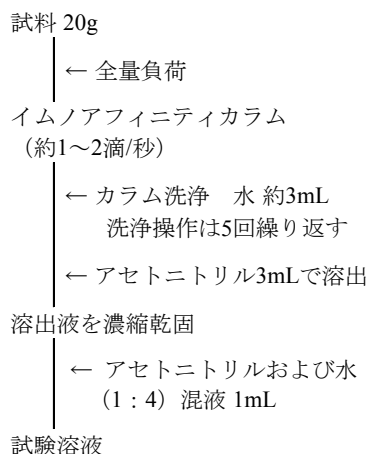 試料 20g
← 全量負荷
イムノアフィニティカラム
（約1～2滴/秒）
← カラム洗浄　水 約3mL
洗浄操作は5回繰り返す
← アセトニトリル3mLで溶出
溶出液を濃縮乾固
← アセトニトリルおよび水
（1：4）混液 1mL
試験溶液